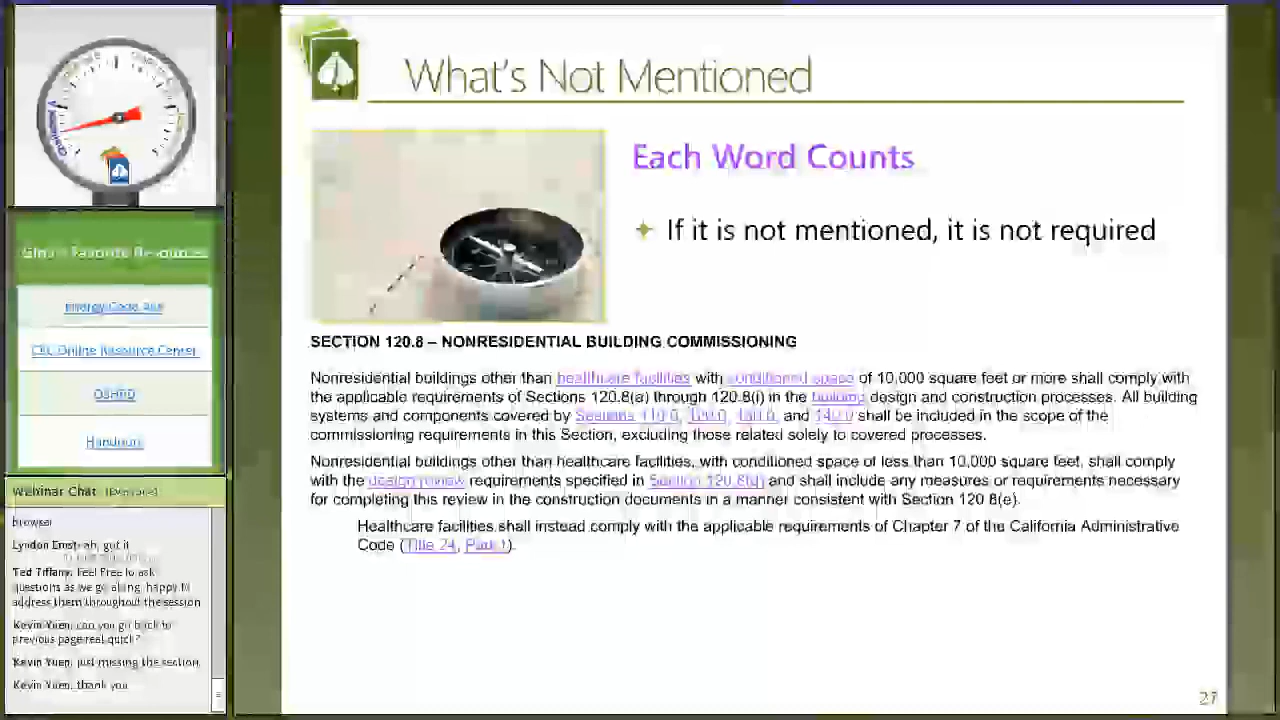 What's Not Mentioned
Each Word Counts
If it is not mentioned, it is not required
SECTION 120.8 – NONRESIDENTIAL BUILDING COMMISSIONING
Nonresidential buildings other than healthcare facilities with conditioned space of 10,000 square feet or more shall comply with
the applicable requirements of Sections 120.8(a) through 120.8(i) in the building design and construction processes. All building
systems and components covered by Sections 110.0, 120.0, 130.0, and 140.0 shall be included in the scope of the
commissioning requirements in this Section, excluding those related solely to covered processes.
Nonresidential buildings other than healthcare facilities, with conditioned space of less than 10,000 square feet, shall comply
with the design review requirements specified in Section 120.8(d) and shall include any measures or requirements necessary
for completing this review in the construction documents in a manner consistent with Section 120.8(e).
Healthcare facilities shall instead comply with the applicable requirements of Chapter 7 of the California Administrative
Code (Title 24, Part 1).
27
Gina's Favorite Resources
Energy Code Ace
CEC Online Resource Center
OSHPD
Handouts
Webinar Chat (Everyone)
browser
Lyndon Ernst: ah, got it
Ted Tiffany: Feel Free to ask
questions as we go along, happy to
address them throughout the session
Kevin Yuen: can you go back to
previous page real quick?
Kevin Yuen: just missing the section
Kevin Yuen: thank you